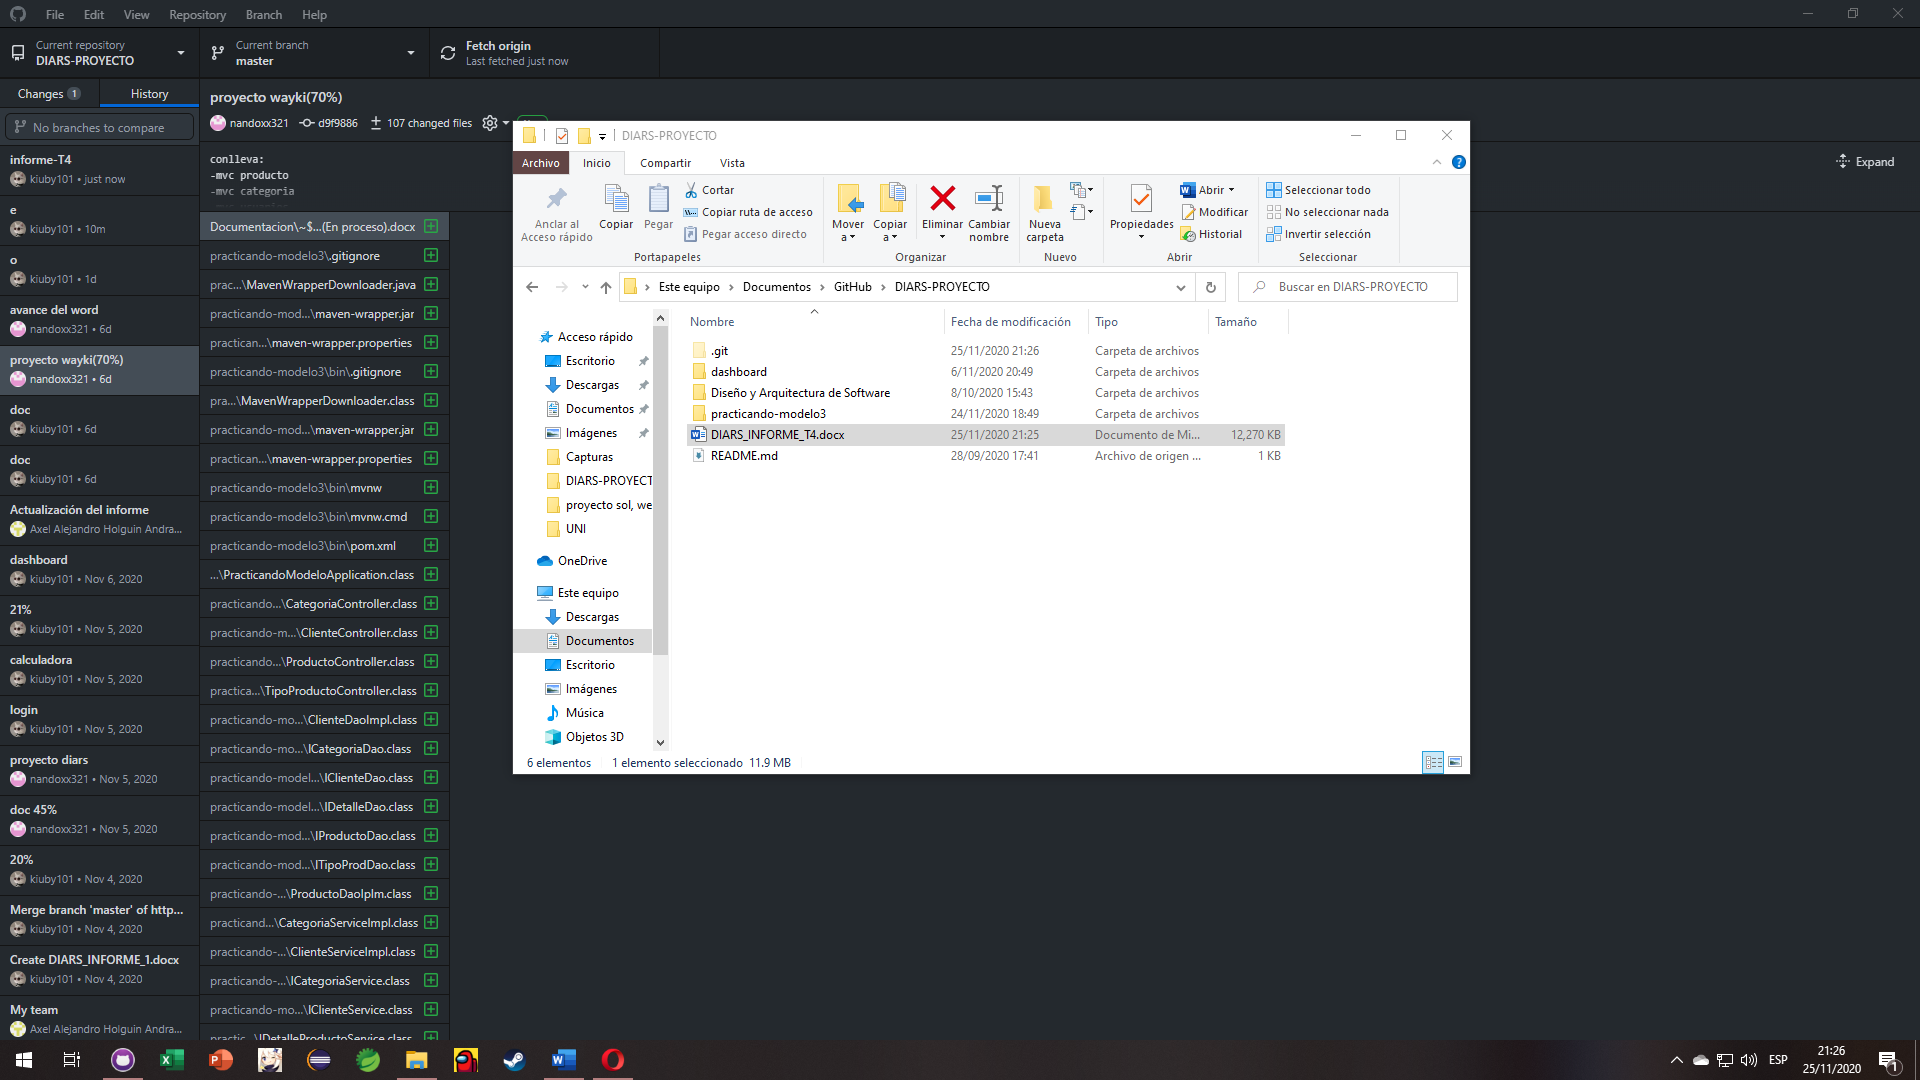 File Edit View Repository Branch Help
Current repository
DIARS-PROYECTO
Current branch
master
Fetch origin
Last fetched just now
Changes 1
History
No branches to compare
informe-T4
kiuby101 • just now
e
kiuby101 • 10m
o
kiuby101 • 1d
avance del word
nandoxx321 • 6d
proyecto wayki(70%)
nandoxx321 • 6d
doc
kiuby101 • 6d
doc
kiuby101 • 6d
Actualización del informe
Axel Alejandro Holguin Andra...
dashboard
kiuby101 • Nov 6, 2020
21%
kiuby101 • Nov 5, 2020
calculadora
kiuby101 • Nov 5, 2020
login
kiuby101 • Nov 5, 2020
proyecto diars
nandoxx321 • Nov 5, 2020
doc 45%
nandoxx321 • Nov 5, 2020
20%
kiuby101 • Nov 4, 2020
Merge branch 'master' of http...
kiuby101 • Nov 4, 2020
Create DIARS_INFORME_1.docx
kiuby101 • Nov 4, 2020
My team
Axel Alejandro Holguin Andra...
proyecto wayki(70%)
nandoxx321 d9f9886 107 changed files
Expand
conlleva:
-mvc producto
-mvc categoria
Documentacion\~$...(En proceso).docx
practicando-modelo3\.gitignore
prac...\MavenWrapperDownloader.java
practicando-mod...\maven-wrapper.jar
practican...\maven-wrapper.properties
practicando-modelo3\bin\.gitignore
pra...\MavenWrapperDownloader.class
practicando-mod...\maven-wrapper.jar
practican...\maven-wrapper.properties
practicando-modelo3\bin\mvnw
practicando-modelo3\bin\mvnw.cmd
practicando-modelo3\bin\pom.xml
...\PracticandoModeloApplication.class
practicando...\CategoriaController.class
practicando-m...\ClienteController.class
practicando...\ProductoController.class
practica...\TipoProductoController.class
practicando-mo...\ClienteDaoImpl.class
practicando-mo...\ICategoriaDao.class
practicando-model...\IClienteDao.class
practicando-model...\IDetalleDao.class
practicando-mod...\IProductoDao.class
practicando-mod...\ITipoProdDao.class
practicando-...\ProductoDaoIplm.class
practicand...\CategoriaServiceImpl.class
practicando-...\ClienteServiceImpl.class
practicando-...\ICategoriaService.class
practicando-mo...\IClienteService.class
practic...\IDetalleProductoService.class
DIARS-PROYECTO
Archivo Inicio Compartir Vista
Anclar al Acceso rápido
Copiar
Pegar
Cortar
Copiar ruta de acceso
Pegar acceso directo
Portapapeles
Mover a
Copiar a
Eliminar
Cambiar nombre
Organizar
Nueva carpeta
Nuevo
Propiedades
Abrir
Modificar
Historial
Abrir
Seleccionar todo
No seleccionar nada
Invertir selección
Seleccionar
Este equipo Documentos GitHub DIARS-PROYECTO
Buscar en DIARS-PROYECTO
Acceso rápido
Escritorio
Descargas
Documentos
Imágenes
Capturas
DIARS-PROYECT
proyecto sol, we
UNI
OneDrive
Este equipo
Descargas
Documentos
Escritorio
Imágenes
Música
Objetos 3D
Nombre Fecha de modificación Tipo Tamaño
.git 25/11/2020 21:26 Carpeta de archivos
dashboard 6/11/2020 20:49 Carpeta de archivos
Diseño y Arquitectura de Software 8/10/2020 15:43 Carpeta de archivos
practicando-modelo3 24/11/2020 18:49 Carpeta de archivos
DIARS_INFORME_T4.docx 25/11/2020 21:25 Documento de Mi... 12,270 KB
README.md 28/09/2020 17:41 Archivo de origen ... 1 KB
6 elementos 1 elemento seleccionado 11.9 MB
ESP
21:26
25/11/2020
1